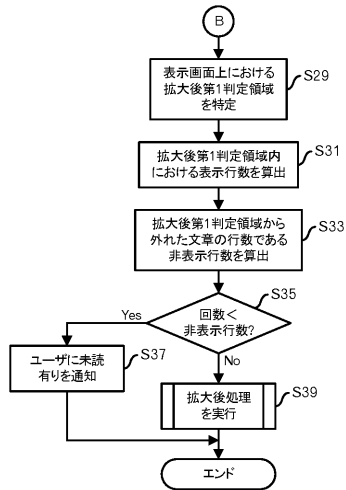 B
表示画面上における
拡大後第1判定領域
を特定
S29
拡大後第1判定領域内
における表示行数を算出
S31
拡大後第1判定領域から
外れた文章の行数である
非表示行数を算出
S33
回数＜
非表示行数?
S35
Yes
No
ユーザに未読
有りを通知
S37
拡大後処理
を実行
S39
エンド